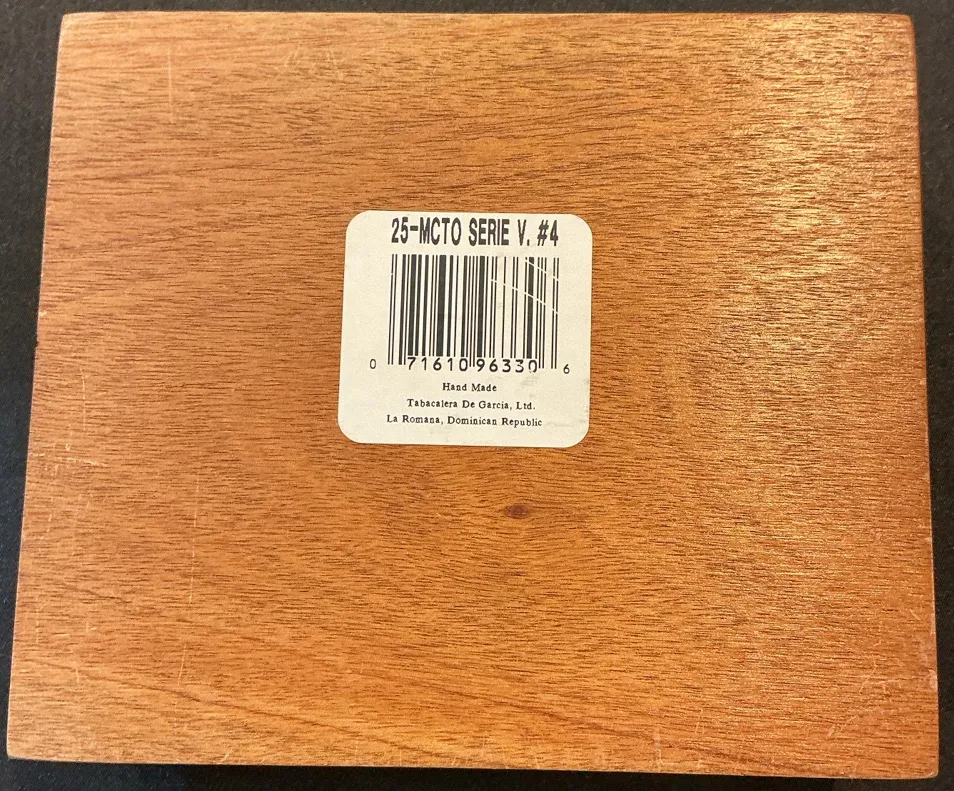 25-MCTO SERIE V. #4
0 71610 96330 6
Hand Made
Tabacalera De Garcia, Ltd.
La Romana, Dominican Republic